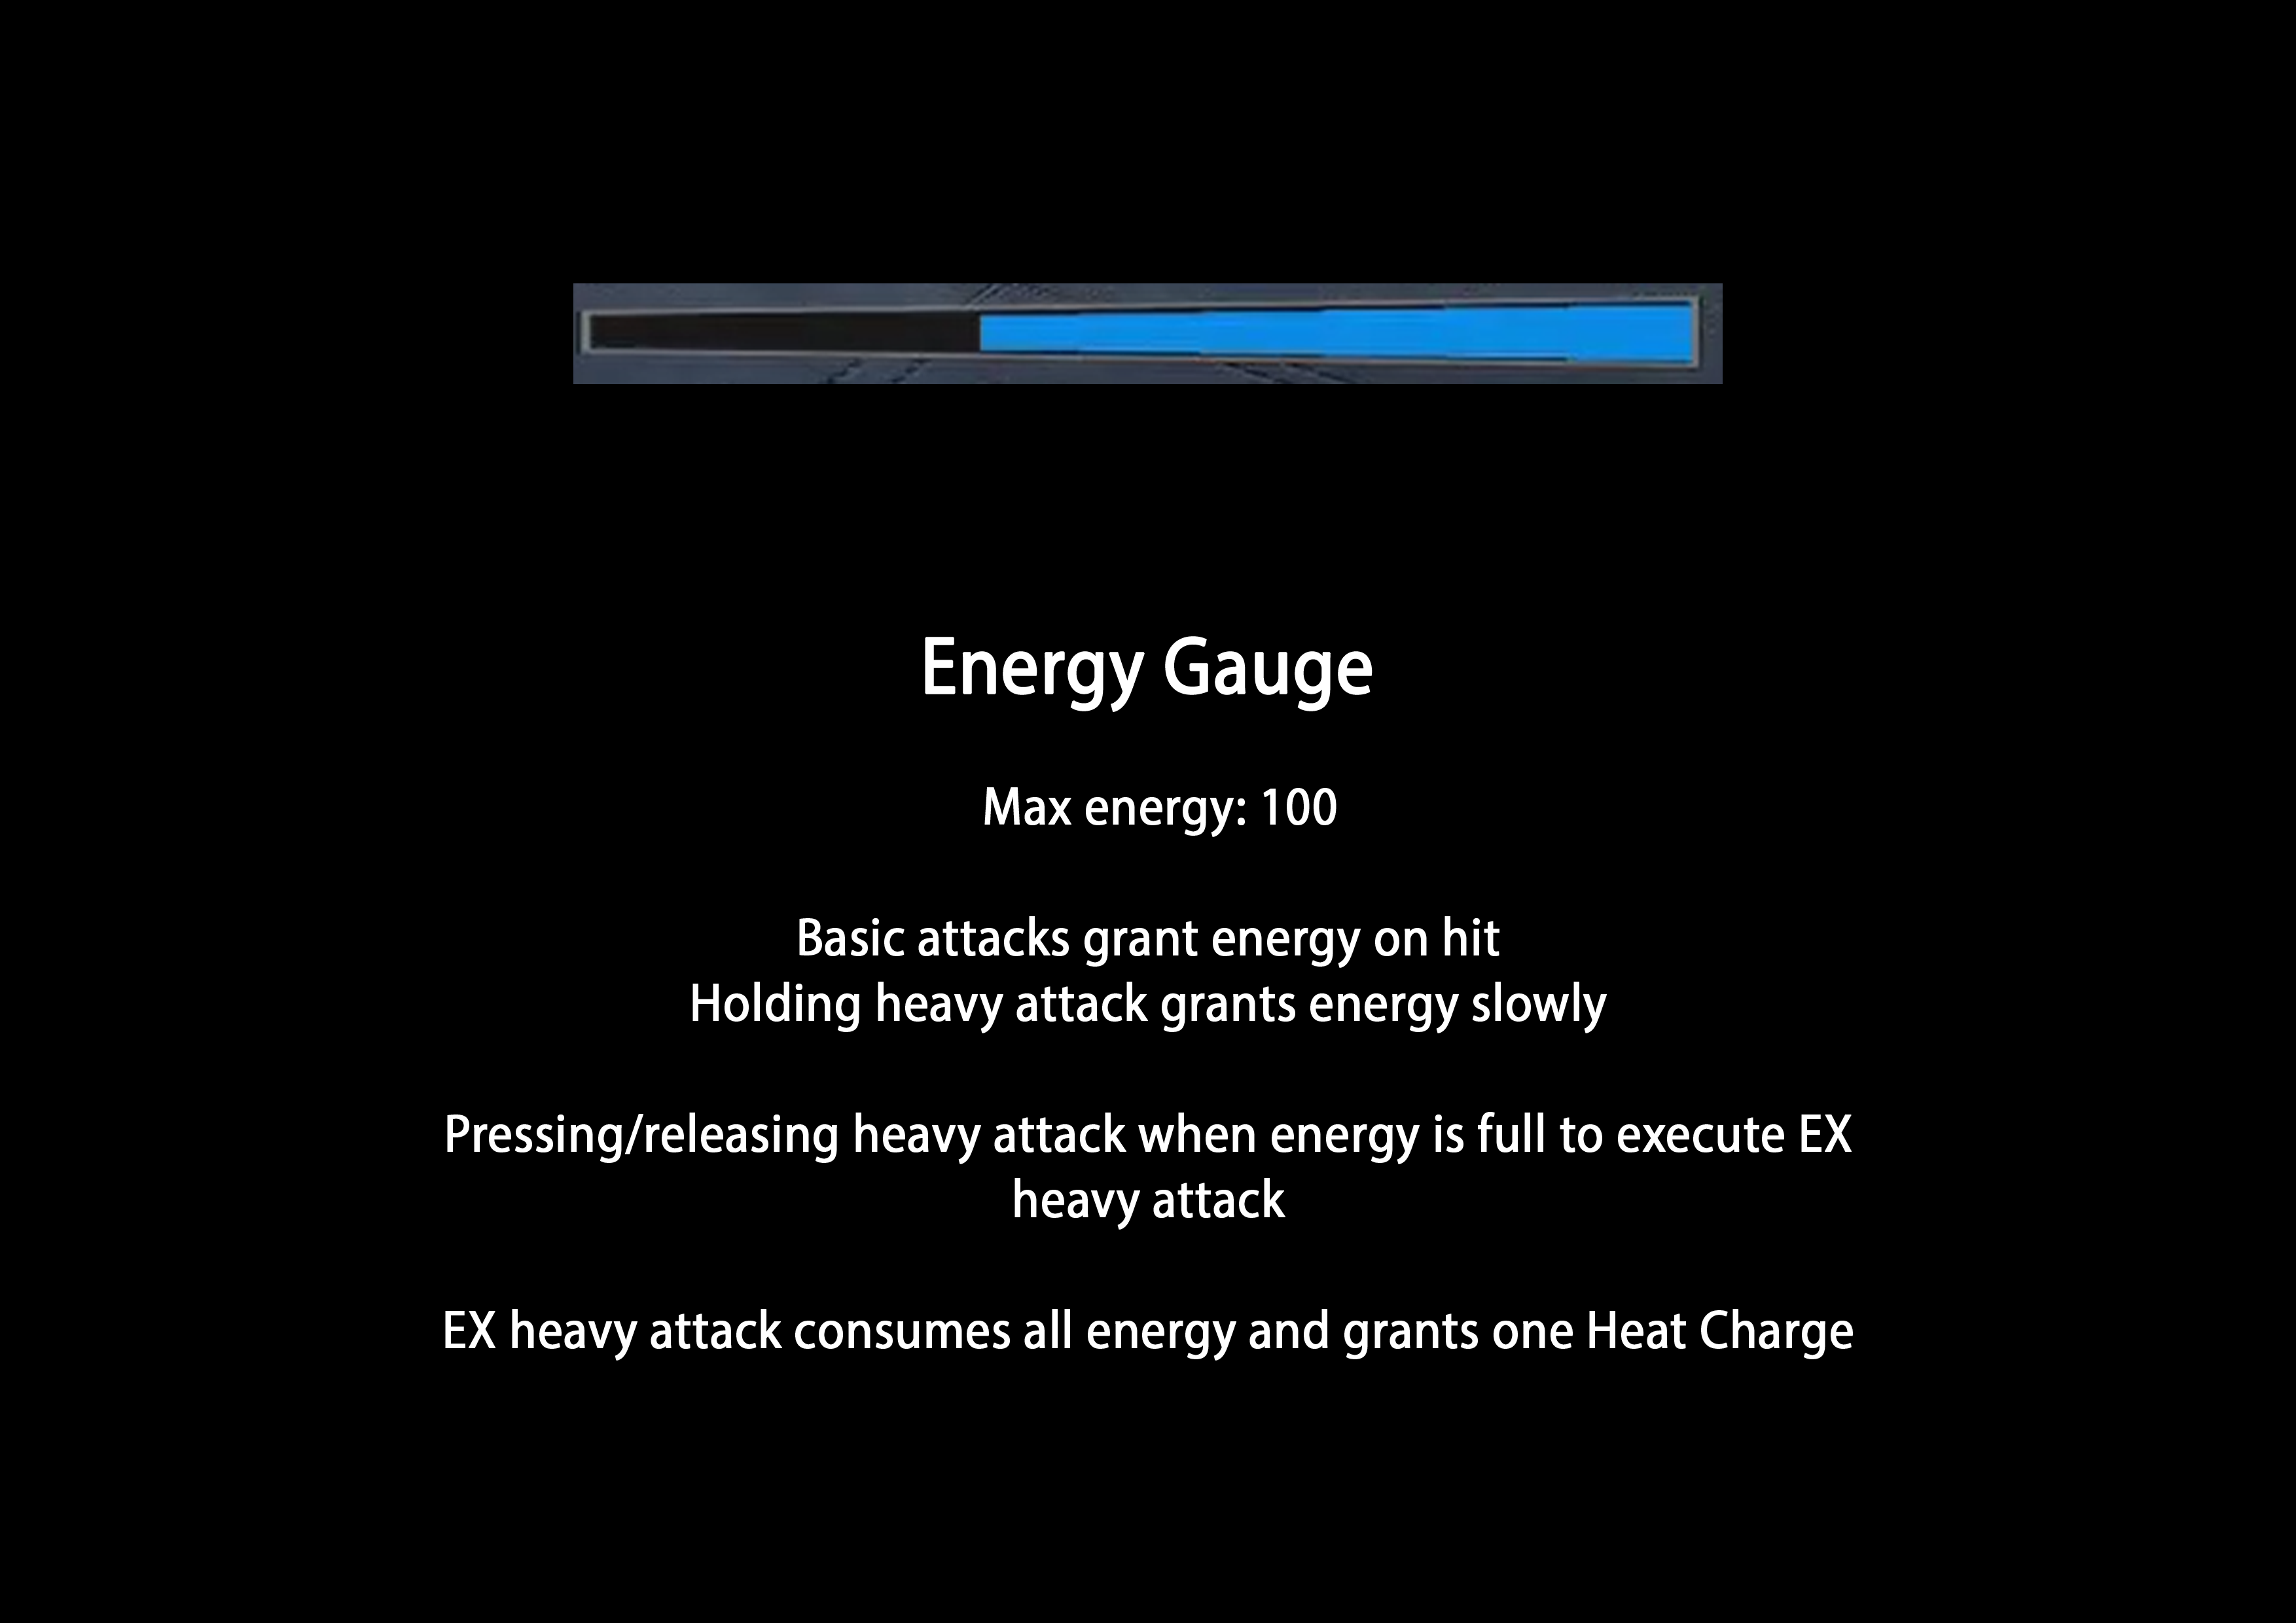 Energy Gauge
Max energy: 100
Basic attacks grant energy on hit
Holding heavy attack grants energy slowly
Pressing/releasing heavy attack when energy is full to execute EX
heavy attack
EX heavy attack consumes all energy and grants one Heat Charge